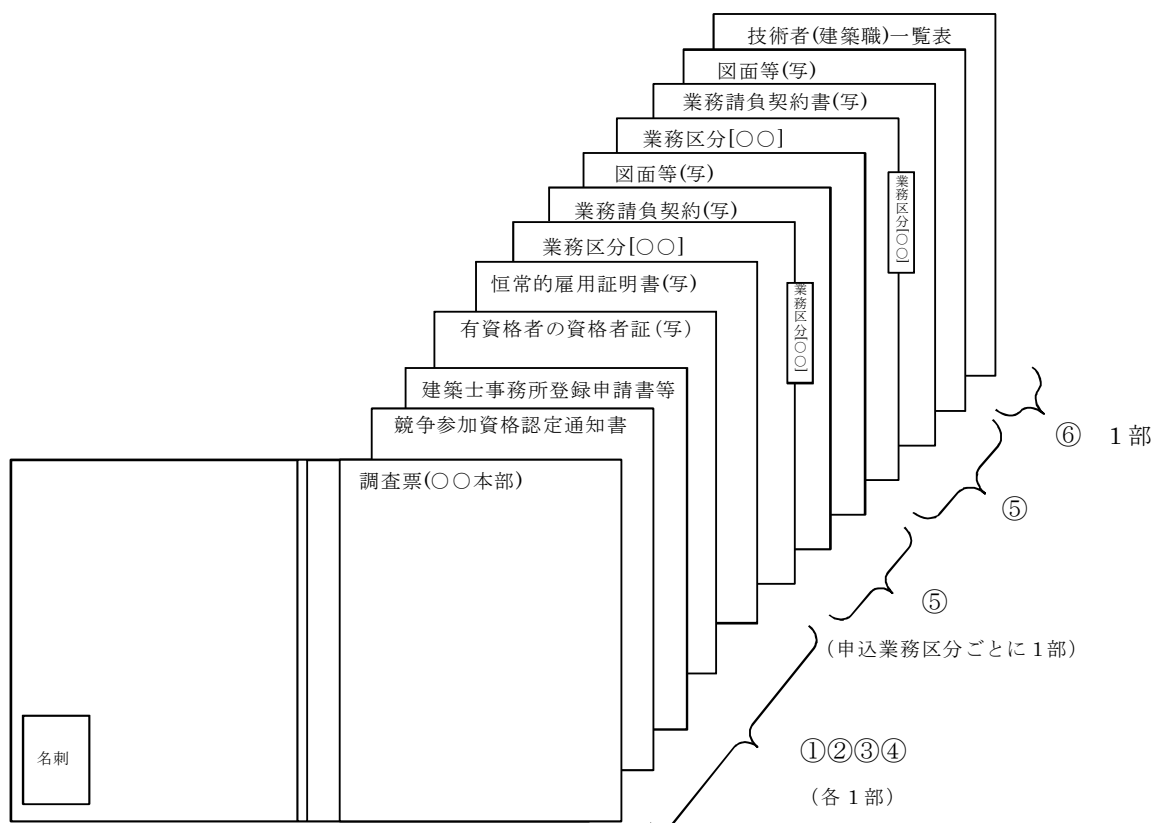 技術者(建築職)一覧表
図面等(写)
業務請負契約書(写)
業務区分[○○]
図面等(写)
業務請負契約(写)
業務区分[○○]
恒常的雇用証明書(写)
有資格者の資格者証(写)
建築士事務所登録申請書等
競争参加資格認定通知書
調査票(○○本部)
業務区分[○○]
業務区分[○○]
名刺
⑥ 1部
⑤
⑤
(申込業務区分ごとに1部)
①②③④
(各1部)